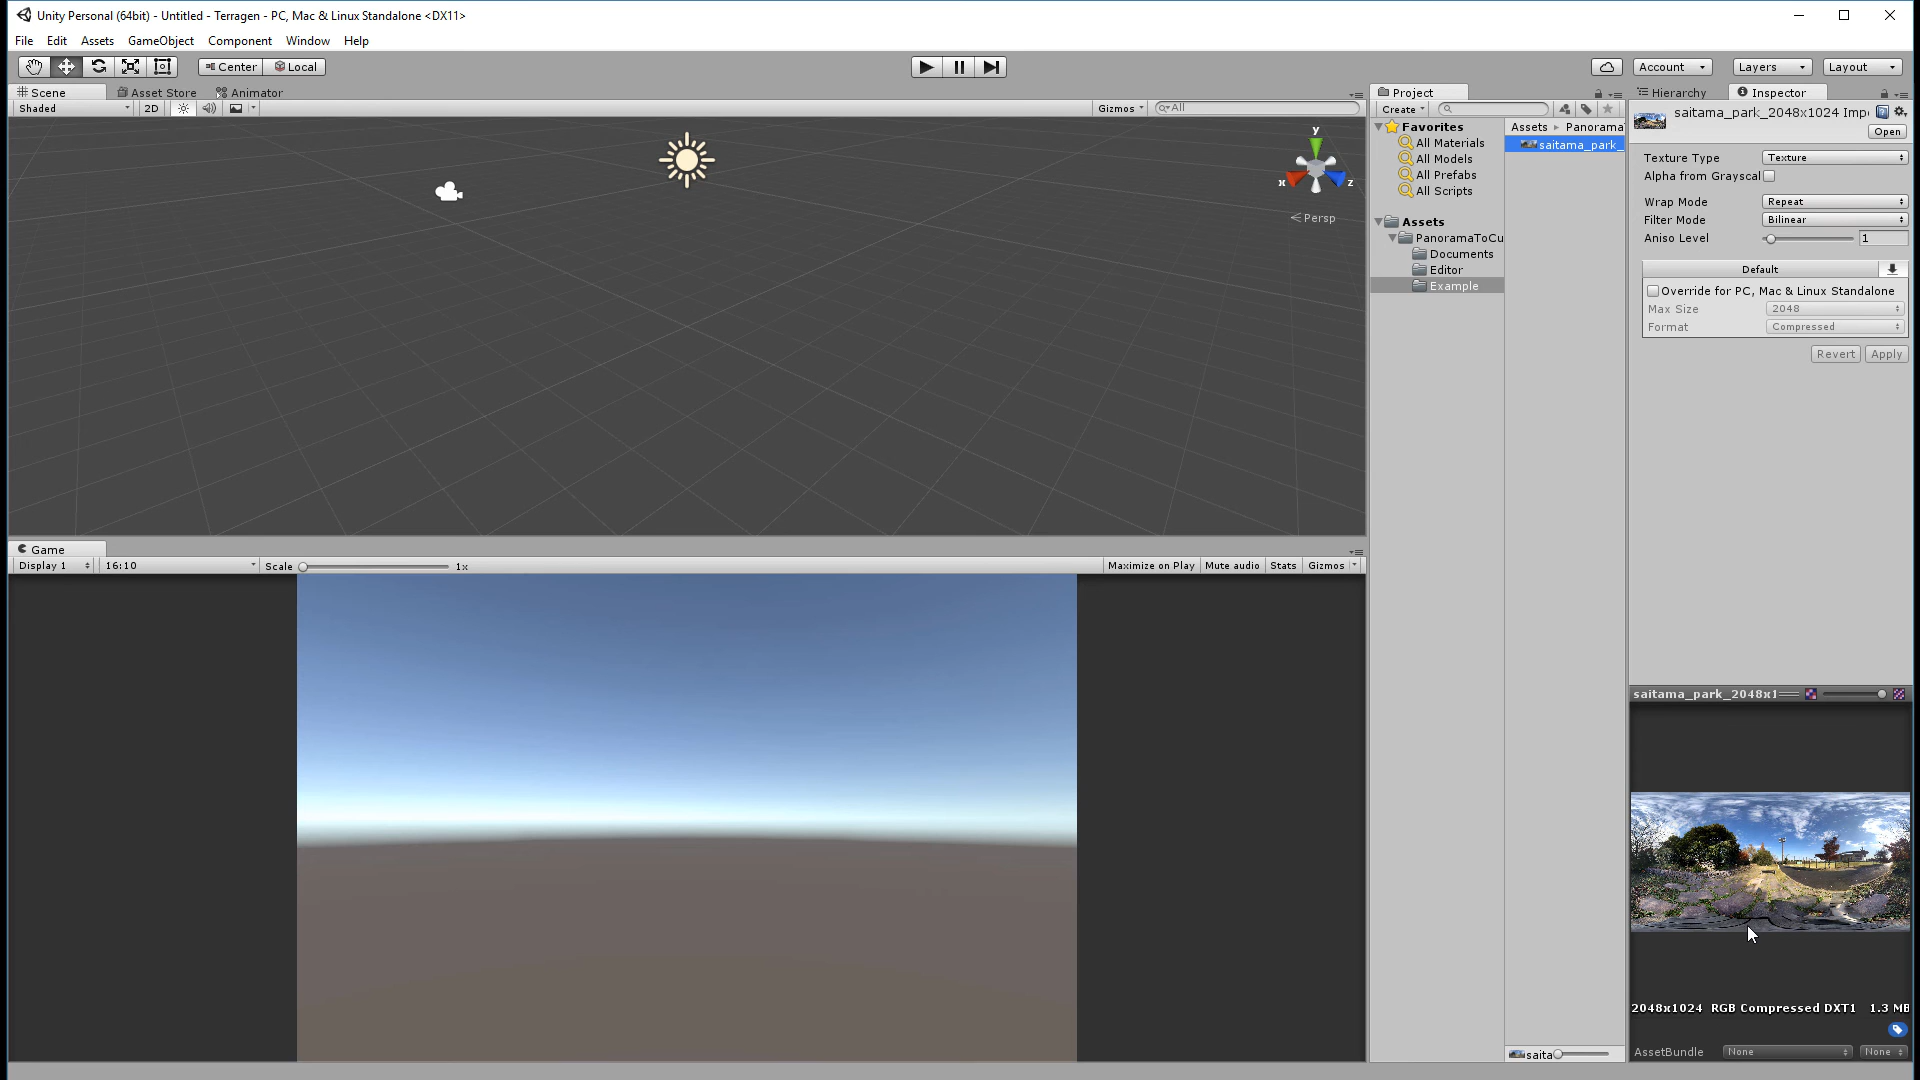 Unity Personal (64bit) - Untitled - Terragen - PC, Mac & Linux Standalone <DX11>
File Edit Assets GameObject Component Window Help
Center Local Account Layers Layout
Scene Asset Store Animator
Shaded 2D Gizmos All
y
x z
Persp
Game
Display 1 16:10 Scale 1x Maximize on Play Mute audio Stats Gizmos
Project
Create
Favorites
All Materials
All Models
All Prefabs
All Scripts
Assets
PanoramaToCu
Documents
Editor
Example
Assets Panorama
saitama_park_
saita
Hierarchy Inspector
saitama_park_2048x1024 Impo
Open
Texture Type Texture
Alpha from Grayscal
Wrap Mode Repeat
Filter Mode Bilinear
Aniso Level 1
Default
Override for PC, Mac & Linux Standalone
Max Size 2048
Format Compressed
Revert Apply
saitama_park_2048x1
2048x1024 RGB Compressed DXT1 1.3 MB
AssetBundle None None